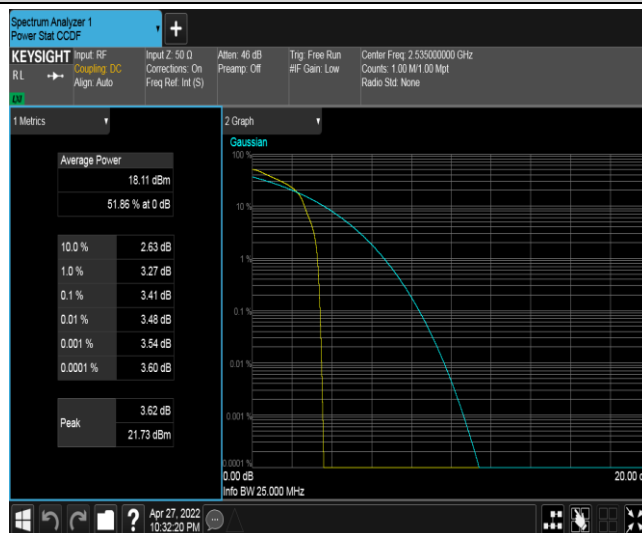 Spectrum Analyzer 1
Power Stat CCDF
KEYSIGHT
Input: RF
Input Z: 50 Ω
Atten: 46 dB
Trig: Free Run
Center Freq: 2.535000000 GHz
RL
Coupling: DC
Corrections: On
Preamp: Off
#IF Gain: Low
Counts: 1.00 M/1.00 Mpt
Align: Auto
Freq Ref: Int (S)
Radio Std: None
1 Metrics
Average Power
18.11 dBm
51.86 % at 0 dB
10.0 % 2.63 dB
1.0 % 3.27 dB
0.1 % 3.41 dB
0.01 % 3.48 dB
0.001 % 3.54 dB
0.0001 % 3.60 dB
Peak
3.62 dB
21.73 dBm
2 Graph
Gaussian
100 %
10 %
1 %
0.1 %
0.01 %
0.001 %
0.0001 %
0.00 dB
20.00
Info BW 25.000 MHz
Apr 27, 2022
10:32:20 PM